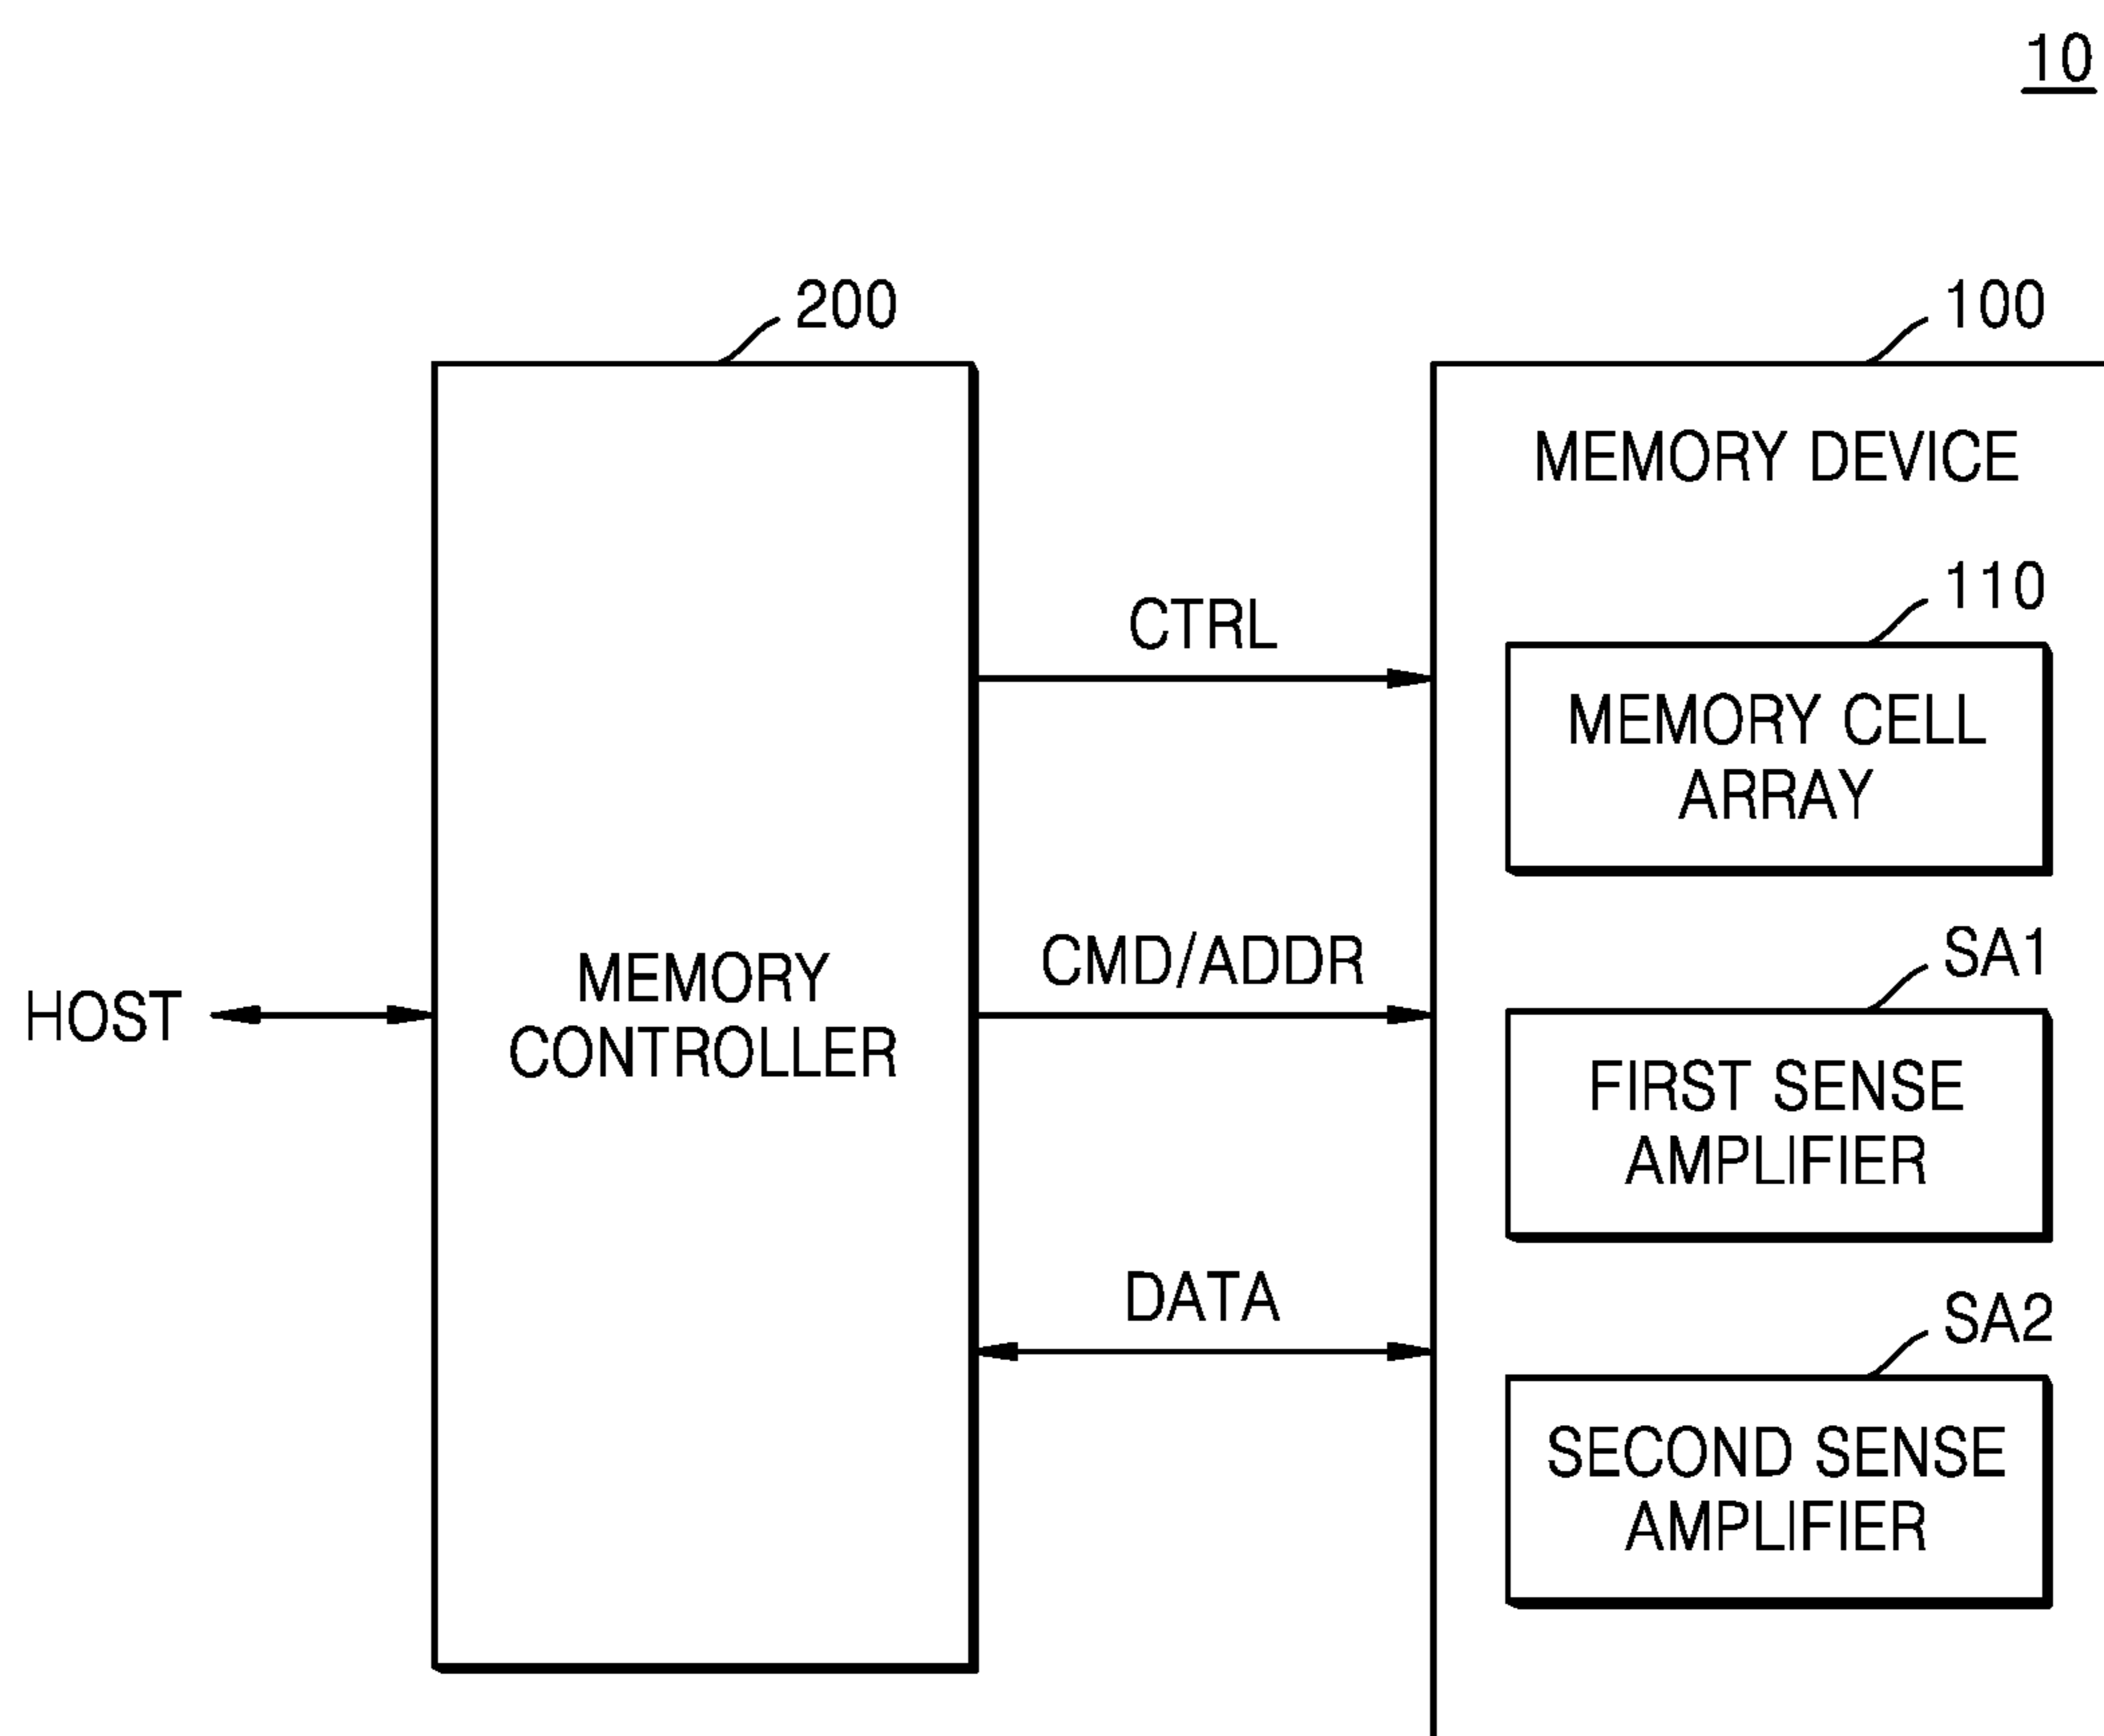 10
200
100
MEMORY DEVICE
110
CTRL
MEMORY CELL
ARRAY
SA1
CMD/ADDR
MEMORY
CONTROLLER
HOST
FIRST SENSE
AMPLIFIER
DATA
SA2
SECOND SENSE
AMPLIFIER